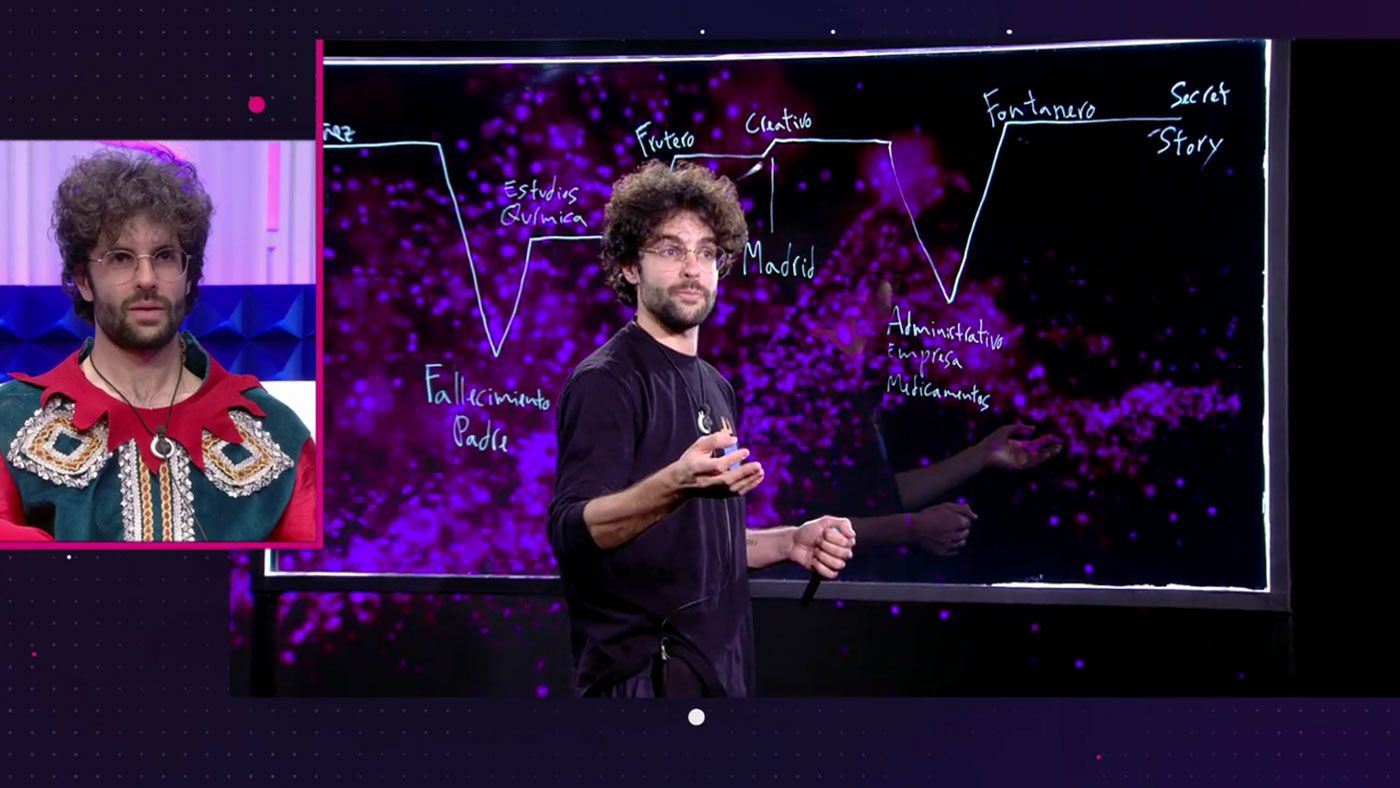 Frutero
Creativo
Fontanero
Secret
Story
Estudios
Química
Madrid
Administrativo
Empresa
Medicamentos
Fallecimiento
Padre